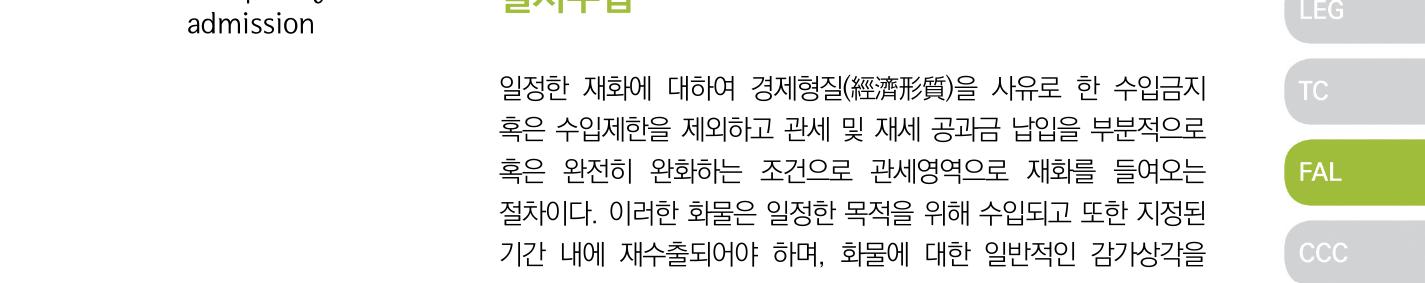 admission
일정한 재화에 대하여 경제형질(經濟形質)을 사유로 한 수입금지
혹은 수입제한을 제외하고 관세 및 재세 공과금 납입을 부분적으로
혹은 완전히 완화하는 조건으로 관세영역으로 재화를 들여오는
절차이다. 이러한 화물은 일정한 목적을 위해 수입되고 또한 지정된
기간 내에 재수출되어야 하며, 화물에 대한 일반적인 감가상각을
LEG
TC
FAL
CCC